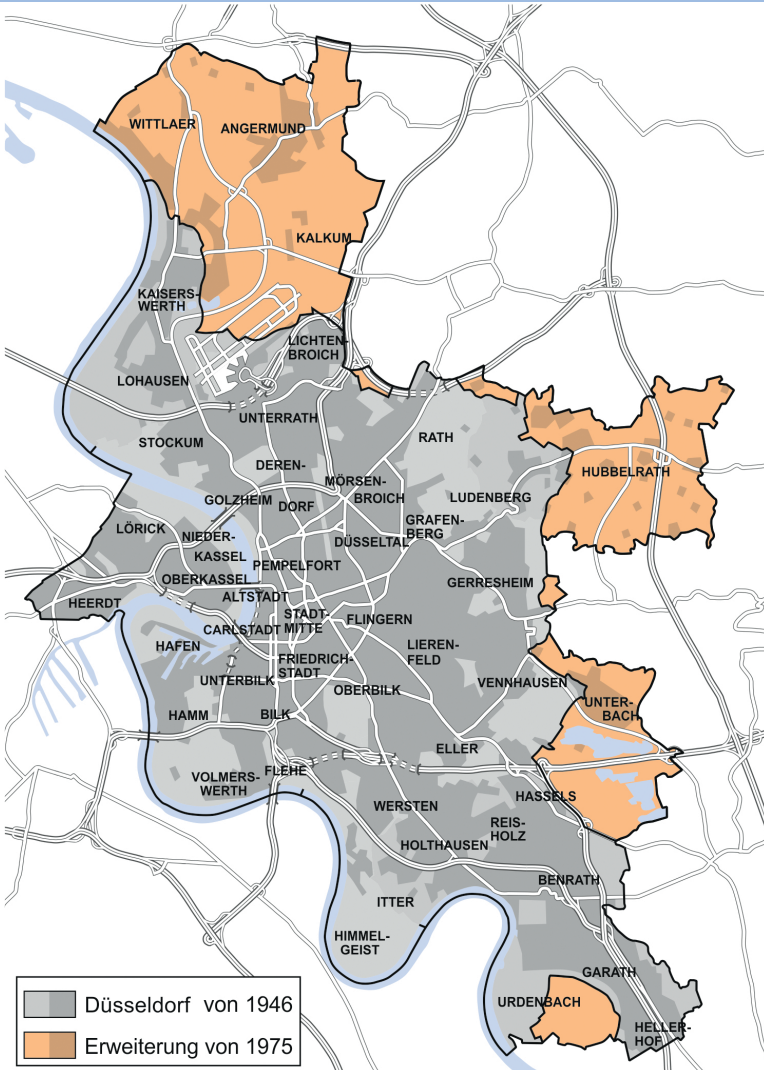 WITTLAER
ANGERMUND
KALKUM
KAISERS-
WERTH
LICHTEN-
BROICH
LOHAUSEN
UNTERRATH
STOCKUM
RATH
DEREN-
DORF
MÖRSEN-
BROICH
HUBBELRATH
GOLZHEIM
LUDENBERG
LÖRICK
GRAFEN-
BERG
NIEDER-
KASSEL
DÜSSELTAL
PEMPELFORT
OBERKASSEL
GERRESHEIM
ALTSTADT
HEERDT
STADT-
MITTE
CARLSTADT
FLINGERN
HAFEN
LIEREN-
FELD
FRIEDRICH-
STADT
UNTERBILK
OBERBILK
VENNHAUSEN
UNTER-
BACH
HAMM
BILK
ELLER
FLEHE
VOLMERS-
WERTH
HASSELS
WERSTEN
REIS-
HOLZ
HOLTHAUSEN
BENRATH
ITTER
HIMMEL-
GEIST
GARATH
URDENBACH
HELLER-
HOF
Düsseldorf von 1946
Erweiterung von 1975